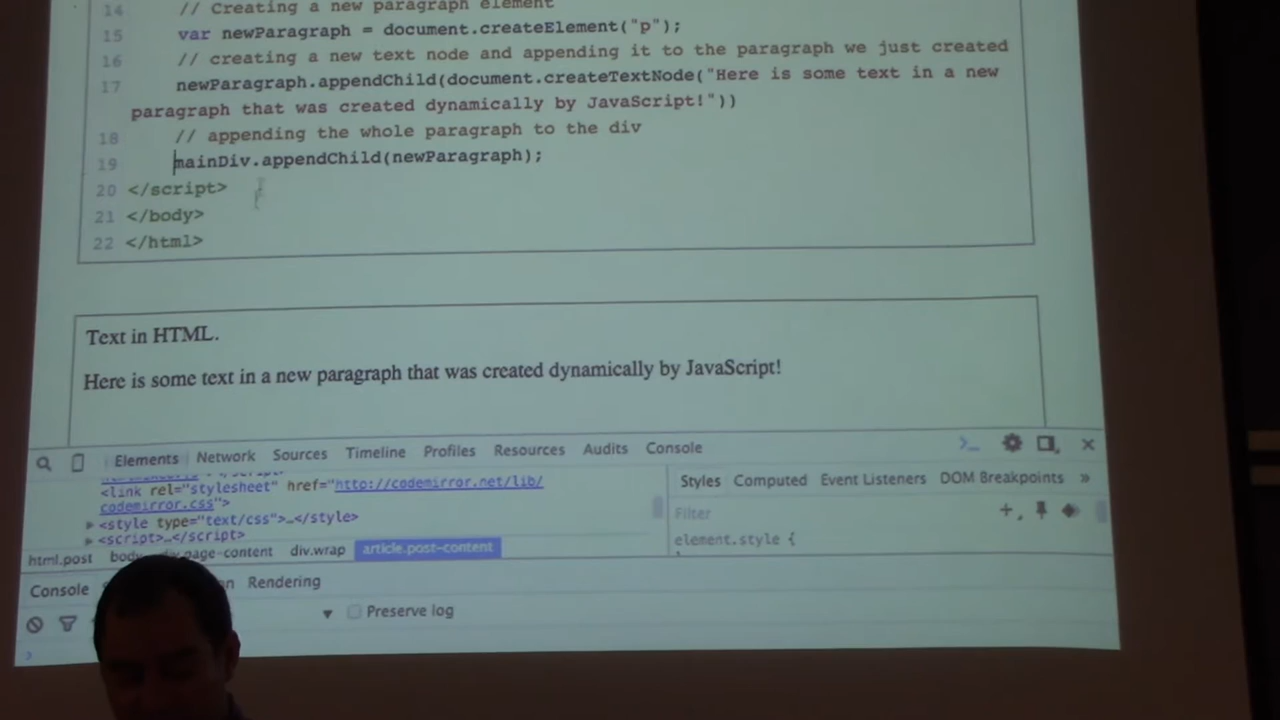 14 // Creating a new paragraph element
15 var newParagraph = document.createElement("p");
16 // creating a new text node and appending it to the paragraph we just created
17 newParagraph.appendChild(document.createTextNode("Here is some text in a new
paragraph that was created dynamically by JavaScript!"))
18 // appending the whole paragraph to the div
19 mainDiv.appendChild(newParagraph);
20 </script>
21 </body>
22 </html>
Text in HTML.
Here is some text in a new paragraph that was created dynamically by JavaScript!
Elements Network Sources Timeline Profiles Resources Audits Console
<link rel="stylesheet" href="http://codemirror.net/lib/
codemirror.css">
<style type="text/css">…</style>
<script>…</script>
html.post body div.page-content div.wrap article.post-content
Styles Computed Event Listeners DOM Breakpoints »
Filter
element.style {
Console Rendering
Preserve log